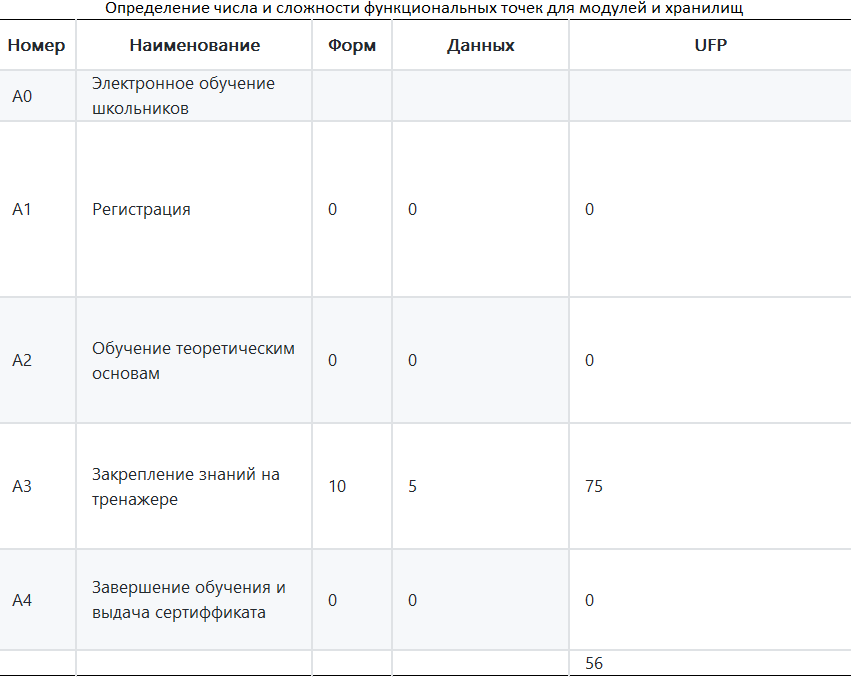 Определение числа и сложности функциональных точек для модулей и хранилищ
Номер Наименование Форм Данных UFP
A0 Электронное обучение
школьников
A1 Регистрация 0 0 0
A2 Обучение теоретическим
основам 0 0 0
A3 Закрепление знаний на
тренажере 10 5 75
A4 Завершение обучения и
выдача сертиффиката 0 0 0
56